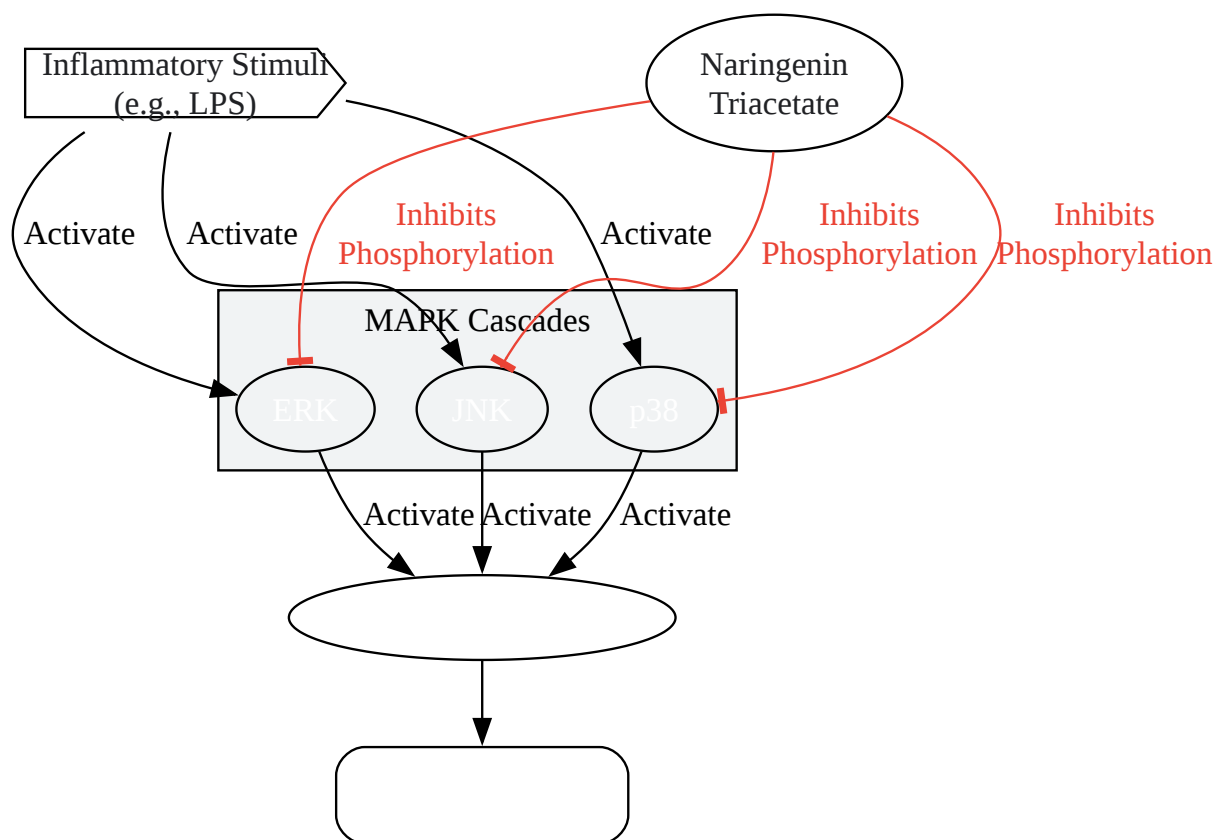 Inflammatory Stimuli
(e.g., LPS)
Naringenin
Triacetate
Activate
Activate
Inhibits
Phosphorylation
Activate
Inhibits
Phosphorylation
Inhibits
Phosphorylation
MAPK Cascades
ERK
JNK
p38
Activate
Activate
Activate